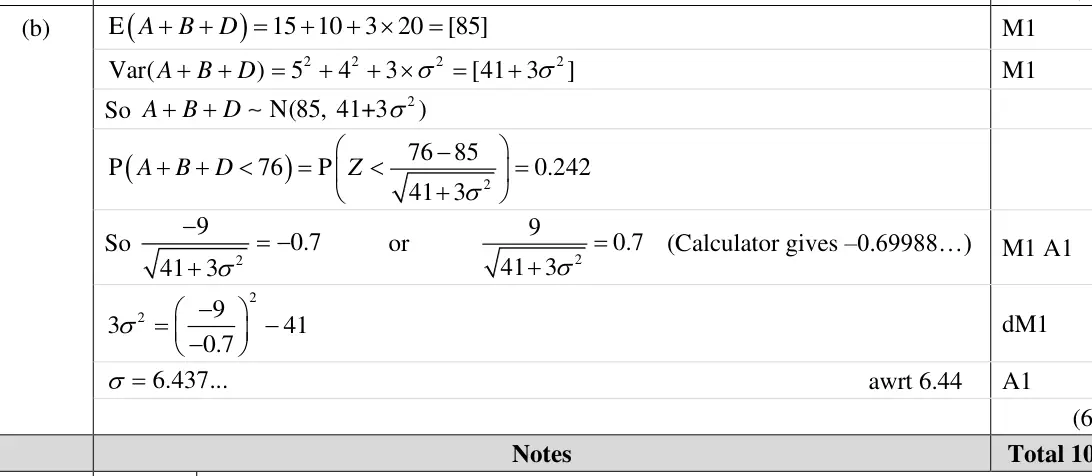 (b) E(A + B + D) = 15 + 10 + 3 × 20 = [85] M1
Var(A + B + D) = 5² + 4² + 3 × σ² = [41 + 3σ²] M1
So A + B + D ~ N(85, 41+3σ²)
P(A + B + D < 76) = P(Z < (76 − 85)/√(41 + 3σ²)) = 0.242
So −9/√(41 + 3σ²) = −0.7 or 9/√(41 + 3σ²) = 0.7 (Calculator gives –0.69988…) M1 A1
3σ² = (−9/−0.7)² − 41 dM1
σ = 6.437... awrt 6.44 A1
(6
Notes Total 10